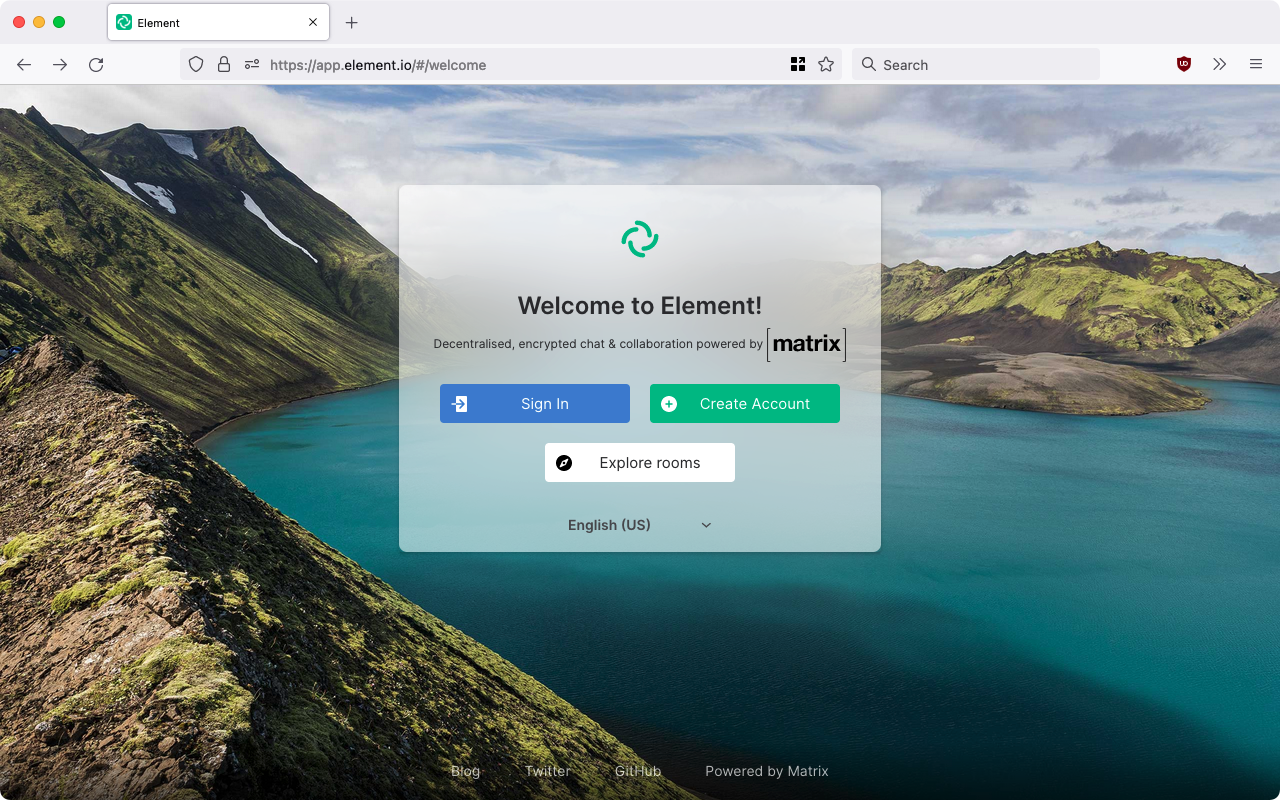 Element
https://app.element.io/#/welcome
Search
Welcome to Element!
Decentralised, encrypted chat & collaboration powered by [matrix]
Sign In
Create Account
Explore rooms
English (US)
Blog
Twitter
GitHub
Powered by Matrix